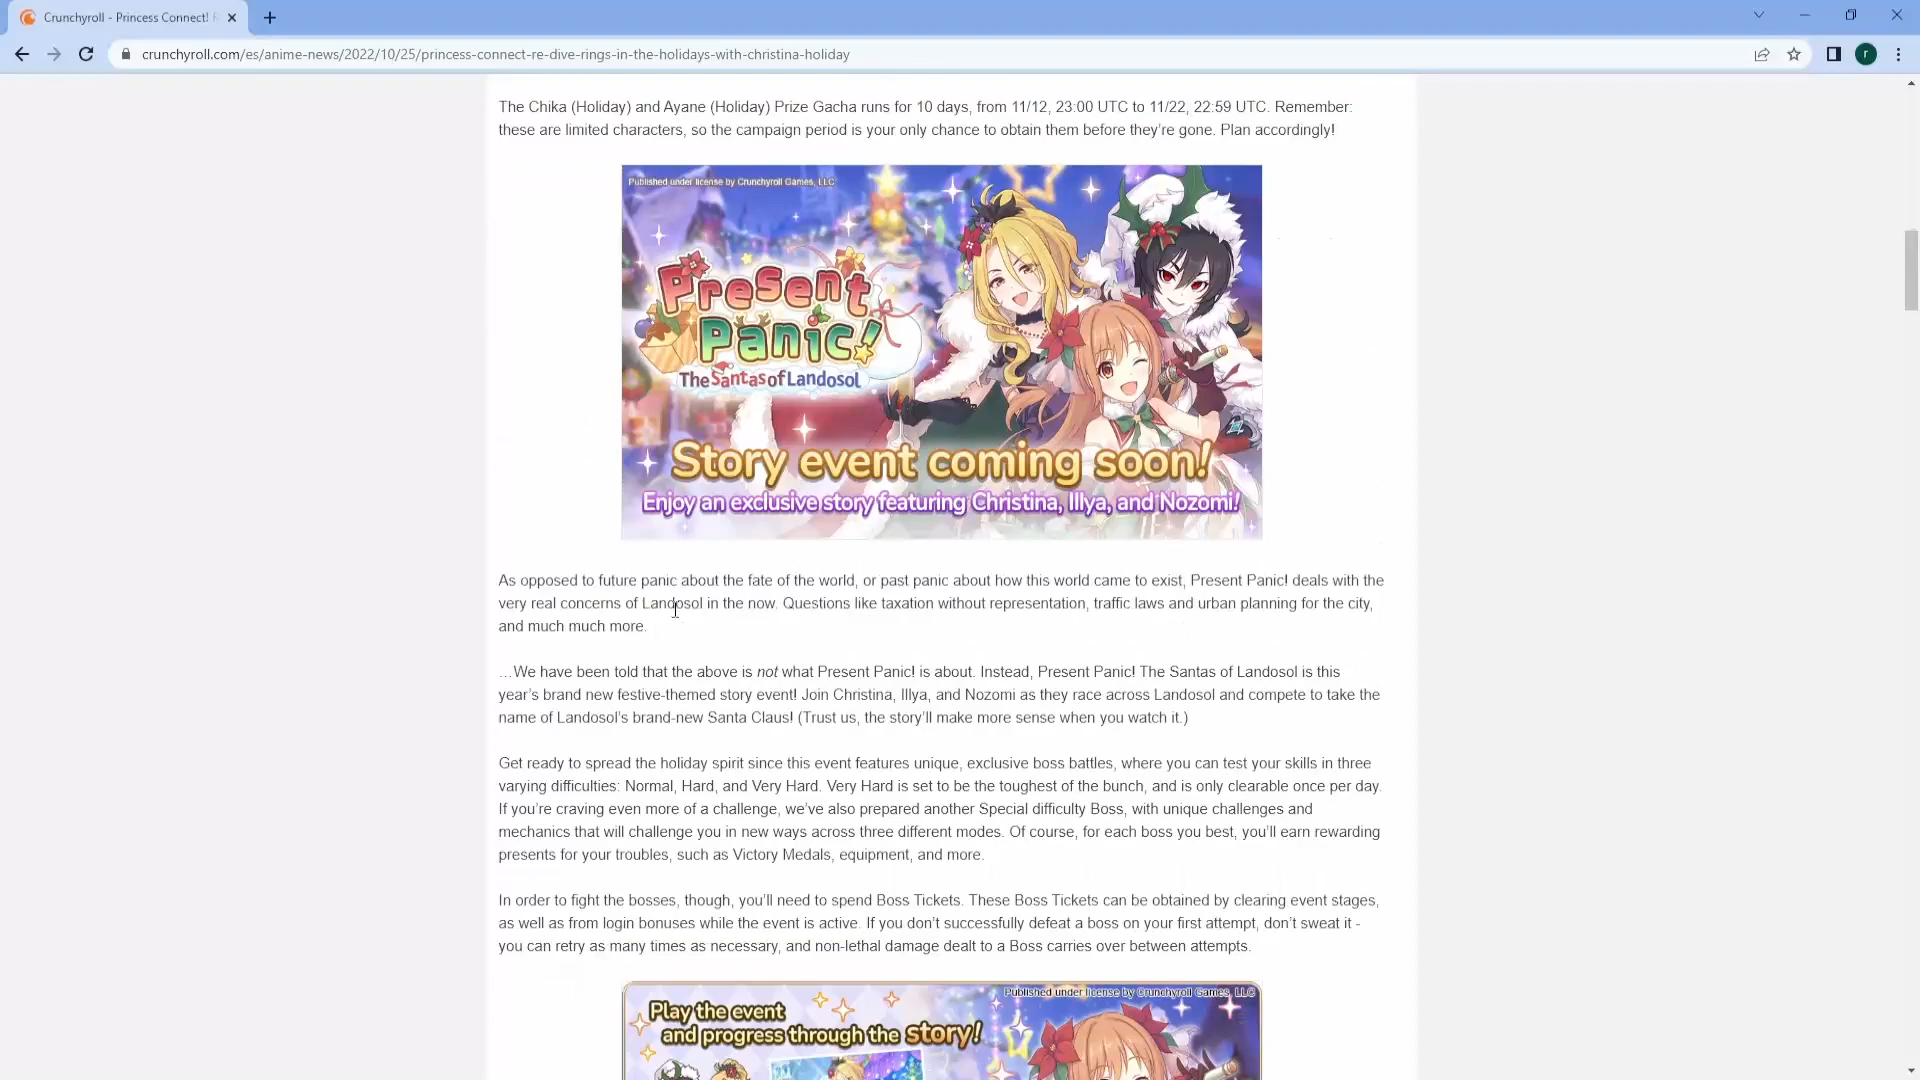 Crunchyroll - Princess Connect!
crunchyroll.com/es/anime-news/2022/10/25/princess-connect-re-dive-rings-in-the-holidays-with-christina-holiday
r
The Chika (Holiday) and Ayane (Holiday) Prize Gacha runs for 10 days, from 11/12, 23:00 UTC to 11/22, 22:59 UTC. Remember:
these are limited characters, so the campaign period is your only chance to obtain them before they’re gone. Plan accordingly!
Published under license by Crunchyroll Games, LLC
Present
Panic!
The Santas of Landosol
Story event coming soon!
Enjoy an exclusive story featuring Christina, Illya, and Nozomi!
As opposed to future panic about the fate of the world, or past panic about how this world came to exist, Present Panic! deals with the
very real concerns of Landosol in the now. Questions like taxation without representation, traffic laws and urban planning for the city,
and much much more.
…We have been told that the above is not what Present Panic! is about. Instead, Present Panic! The Santas of Landosol is this
year’s brand new festive-themed story event! Join Christina, Illya, and Nozomi as they race across Landosol and compete to take the
name of Landosol’s brand-new Santa Claus! (Trust us, the story’ll make more sense when you watch it.)
Get ready to spread the holiday spirit since this event features unique, exclusive boss battles, where you can test your skills in three
varying difficulties: Normal, Hard, and Very Hard. Very Hard is set to be the toughest of the bunch, and is only clearable once per day.
If you’re craving even more of a challenge, we’ve also prepared another Special difficulty Boss, with unique challenges and
mechanics that will challenge you in new ways across three different modes. Of course, for each boss you best, you’ll earn rewarding
presents for your troubles, such as Victory Medals, equipment, and more.
In order to fight the bosses, though, you’ll need to spend Boss Tickets. These Boss Tickets can be obtained by clearing event stages,
as well as from login bonuses while the event is active. If you don’t successfully defeat a boss on your first attempt, don’t sweat it -
you can retry as many times as necessary, and non-lethal damage dealt to a Boss carries over between attempts.
Published under license by Crunchyroll Games, LLC
Play the event
and progress through the story!